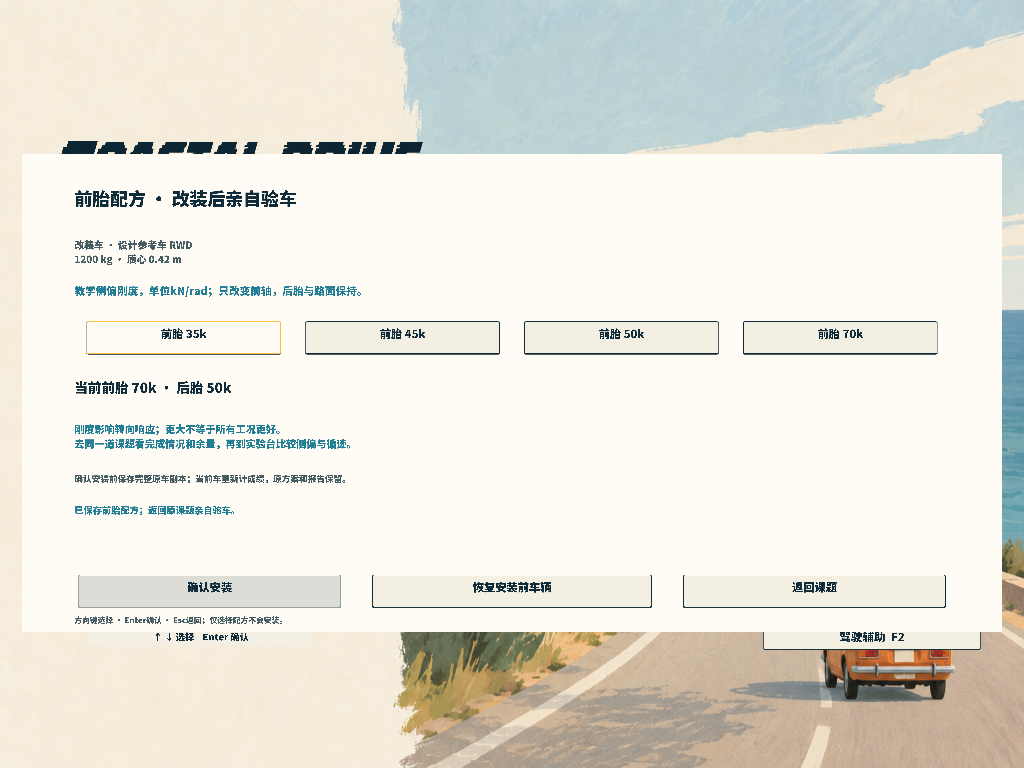 COASTAL DRIVE
前胎配方 · 改装后亲自验车
改装车 · 设计参考车 RWD
1200 kg · 质心 0.42 m
教学侧偏刚度，单位kN/rad；只改变前轴，后胎与路面保持。
前胎 35k
前胎 45k
前胎 50k
前胎 70k
当前前胎 70k · 后胎 50k
刚度影响转向响应；更大不等于所有工况更好。
去同一道课题看完成情况和余量，再到实验台比较侧偏与轴迹。
确认安装前保存完整原车副本；当前车重新计成绩，原方案和报告保留。
已保存前胎配方；返回原课题亲自验车。
确认安装
恢复安装前车辆
返回课题
方向键选择 · Enter确认 · Esc返回；仅选择配方不会安装。
↑ ↓ 选择 Enter 确认
驾驶辅助 F2